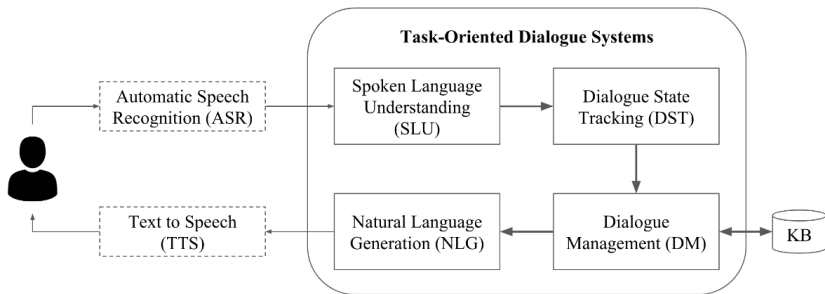 Task-Oriented Dialogue Systems
Automatic Speech
Recognition (ASR)
Spoken Language
Understanding
(SLU)
Dialogue State
Tracking (DST)
Text to Speech
(TTS)
Natural Language
Generation (NLG)
Dialogue
Management (DM)
KB